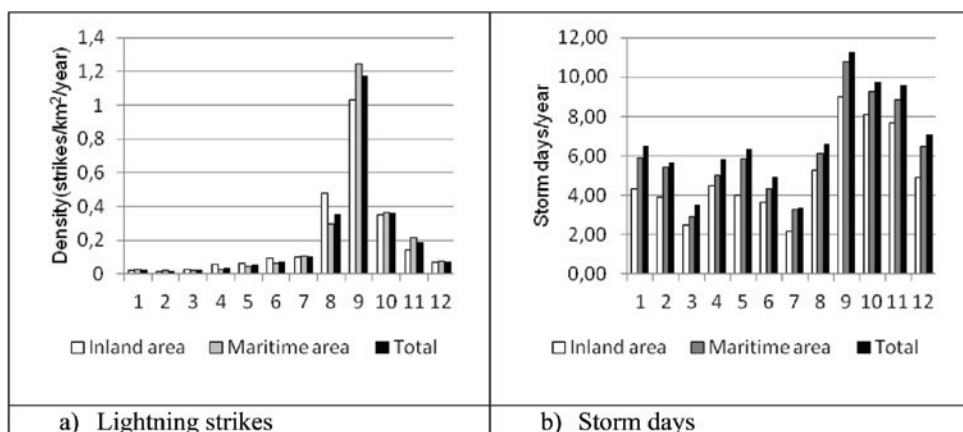 1,4
1,2
1
0,8
0,6
0,4
0,2
0
Density(strikes/km²/year)
1 2 3 4 5 6 7 8 9 10 11 12
Inland area Maritime area Total
12,00
10,00
8,00
6,00
4,00
2,00
0,00
Storm days/year
1 2 3 4 5 6 7 8 9 10 11 12
Inland area Maritime area Total
a) Lightning strikes
b) Storm days